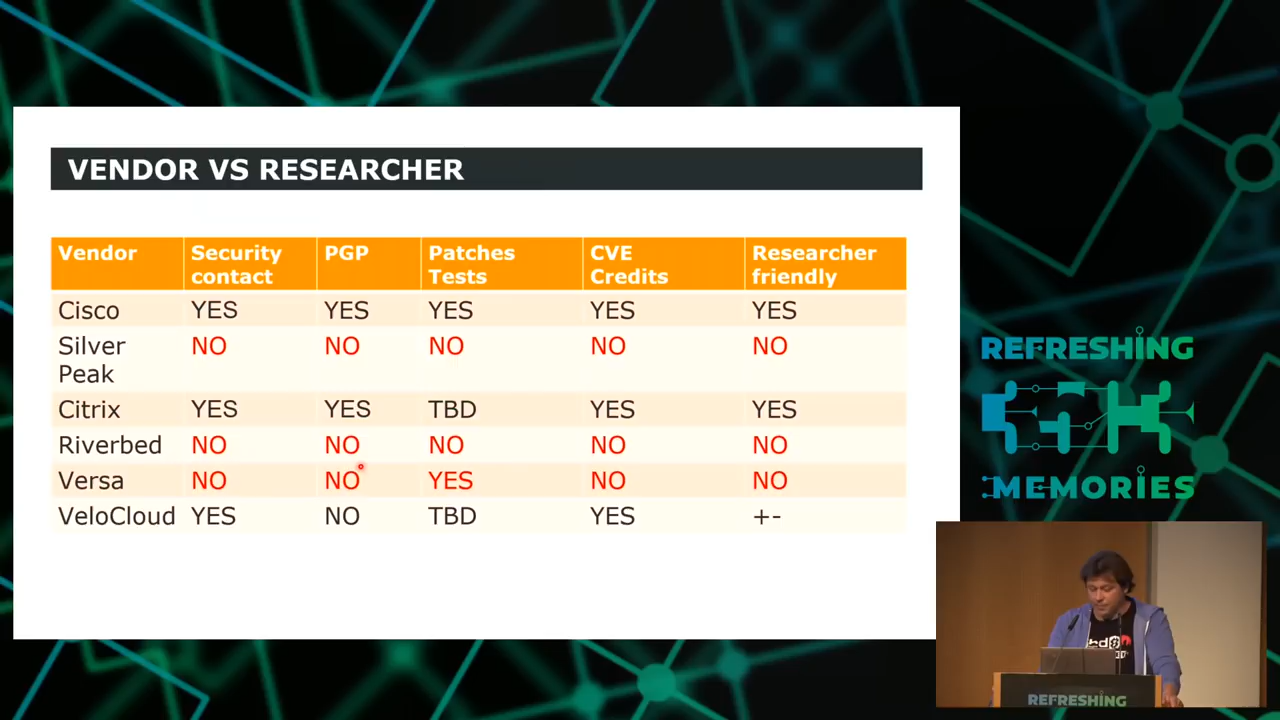 VENDOR VS RESEARCHER
Vendor Security contact PGP Patches Tests CVE Credits Researcher friendly
Cisco YES YES YES YES YES
Silver Peak NO NO NO NO NO
Citrix YES YES TBD YES YES
Riverbed NO NO NO NO NO
Versa NO NO YES NO NO
VeloCloud YES NO TBD YES +-
REFRESHING
MEMORIES
REFRESHING